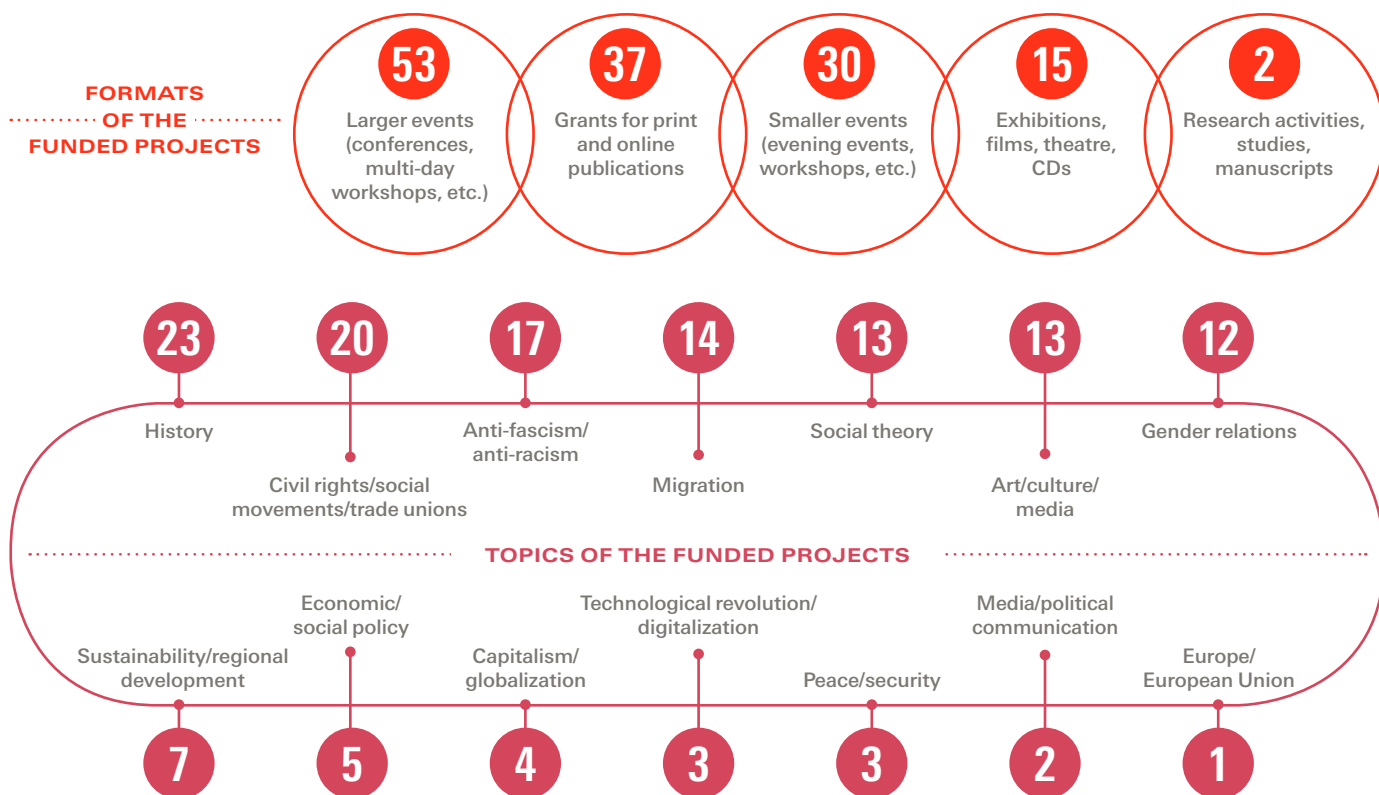 FORMATS
OF THE
FUNDED PROJECTS
53
Larger events
(conferences,
multi-day
workshops, etc.)
37
Grants for print
and online
publications
30
Smaller events
(evening events,
workshops, etc.)
15
Exhibitions,
films, theatre,
CDs
2
Research activities,
studies,
manuscripts
23
History
20
Civil rights/social
movements/trade unions
17
Anti-fascism/
anti-racism
14
Migration
13
Social theory
13
Art/culture/
media
12
Gender relations
TOPICS OF THE FUNDED PROJECTS
Sustainability/regional
development
7
Economic/
social policy
5
Capitalism/
globalization
4
Technological revolution/
digitalization
3
Peace/security
3
Media/political
communication
2
Europe/
European Union
1